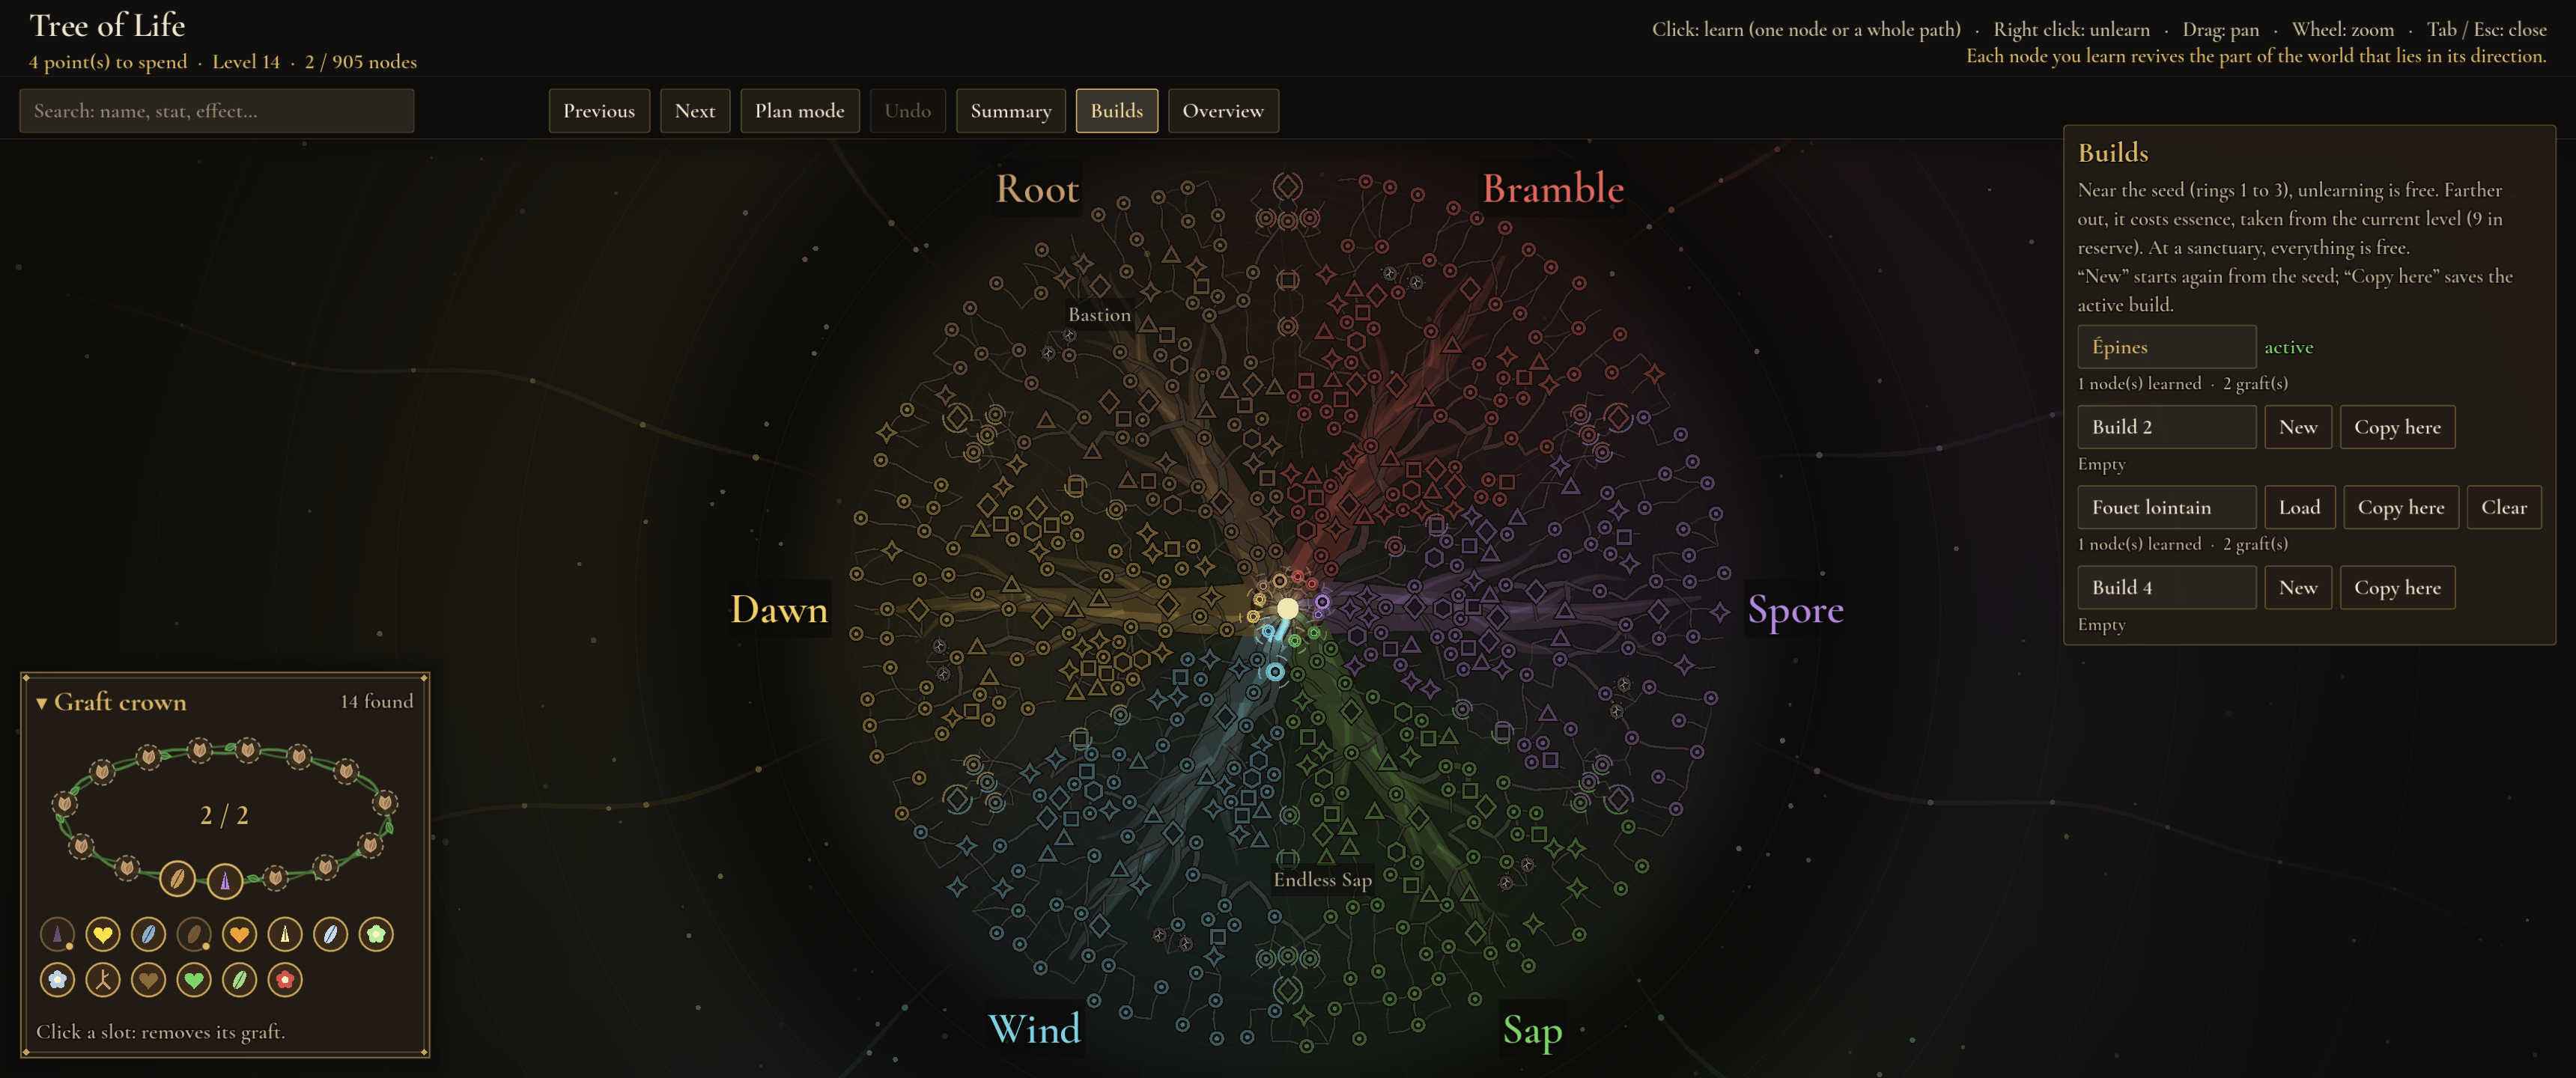 Tree of Life
4 point(s) to spend · Level 14 · 2 / 905 nodes
Click: learn (one node or a whole path) · Right click: unlearn · Drag: pan · Wheel: zoom · Tab / Esc: close
Each node you learn revives the part of the world that lies in its direction.
Search: name, stat, effect...
Previous
Next
Plan mode
Undo
Summary
Builds
Overview
Root
Bramble
Bastion
Dawn
Spore
Endless Sap
Wind
Sap
Builds
Near the seed (rings 1 to 3), unlearning is free. Farther
out, it costs essence, taken from the current level (9 in
reserve). At a sanctuary, everything is free.
“New” starts again from the seed; “Copy here” saves the
active build.
Épines active
1 node(s) learned · 2 graft(s)
Build 2 New Copy here
Empty
Fouet lointain Load Copy here Clear
1 node(s) learned · 2 graft(s)
Build 4 New Copy here
Empty
▾ Graft crown 14 found
2 / 2
Click a slot: removes its graft.